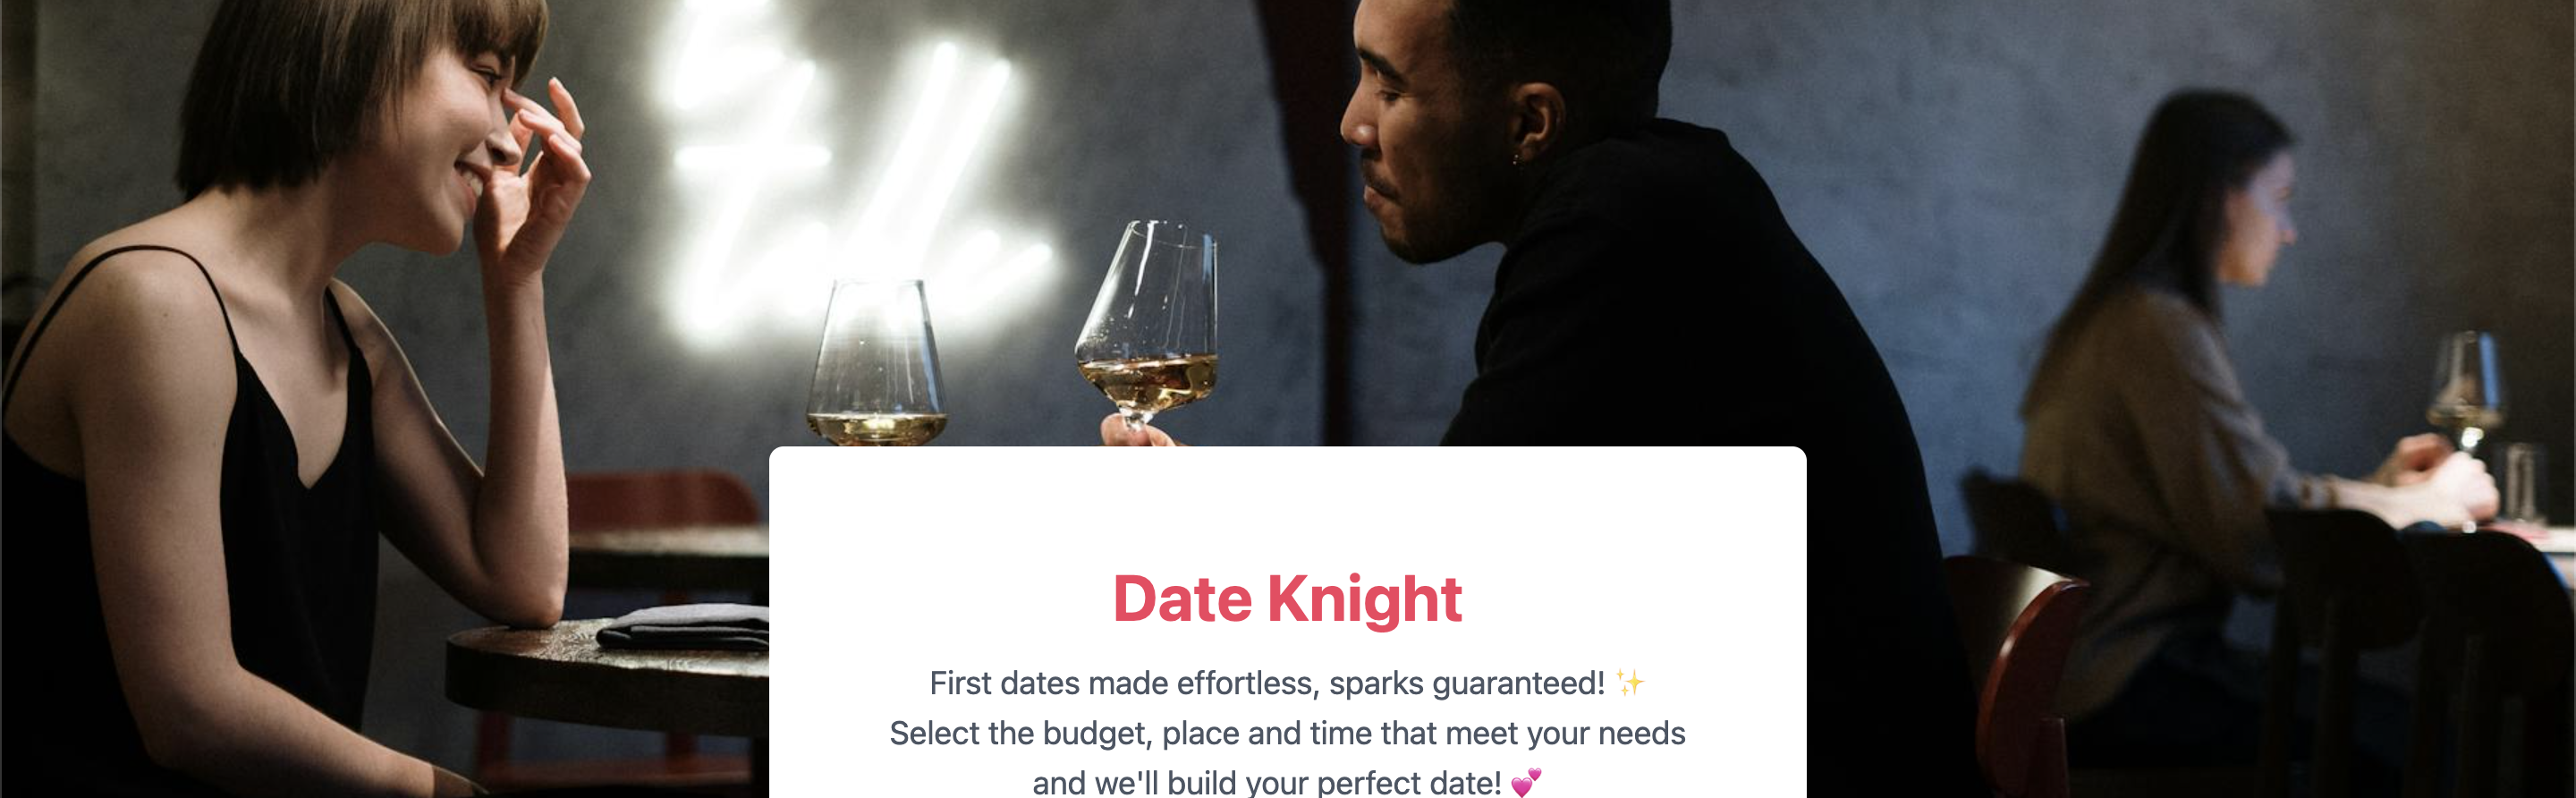 Date Knight
First dates made effortless, sparks guaranteed! ✨
Select the budget, place and time that meet your needs
and we'll build your perfect date! 💕